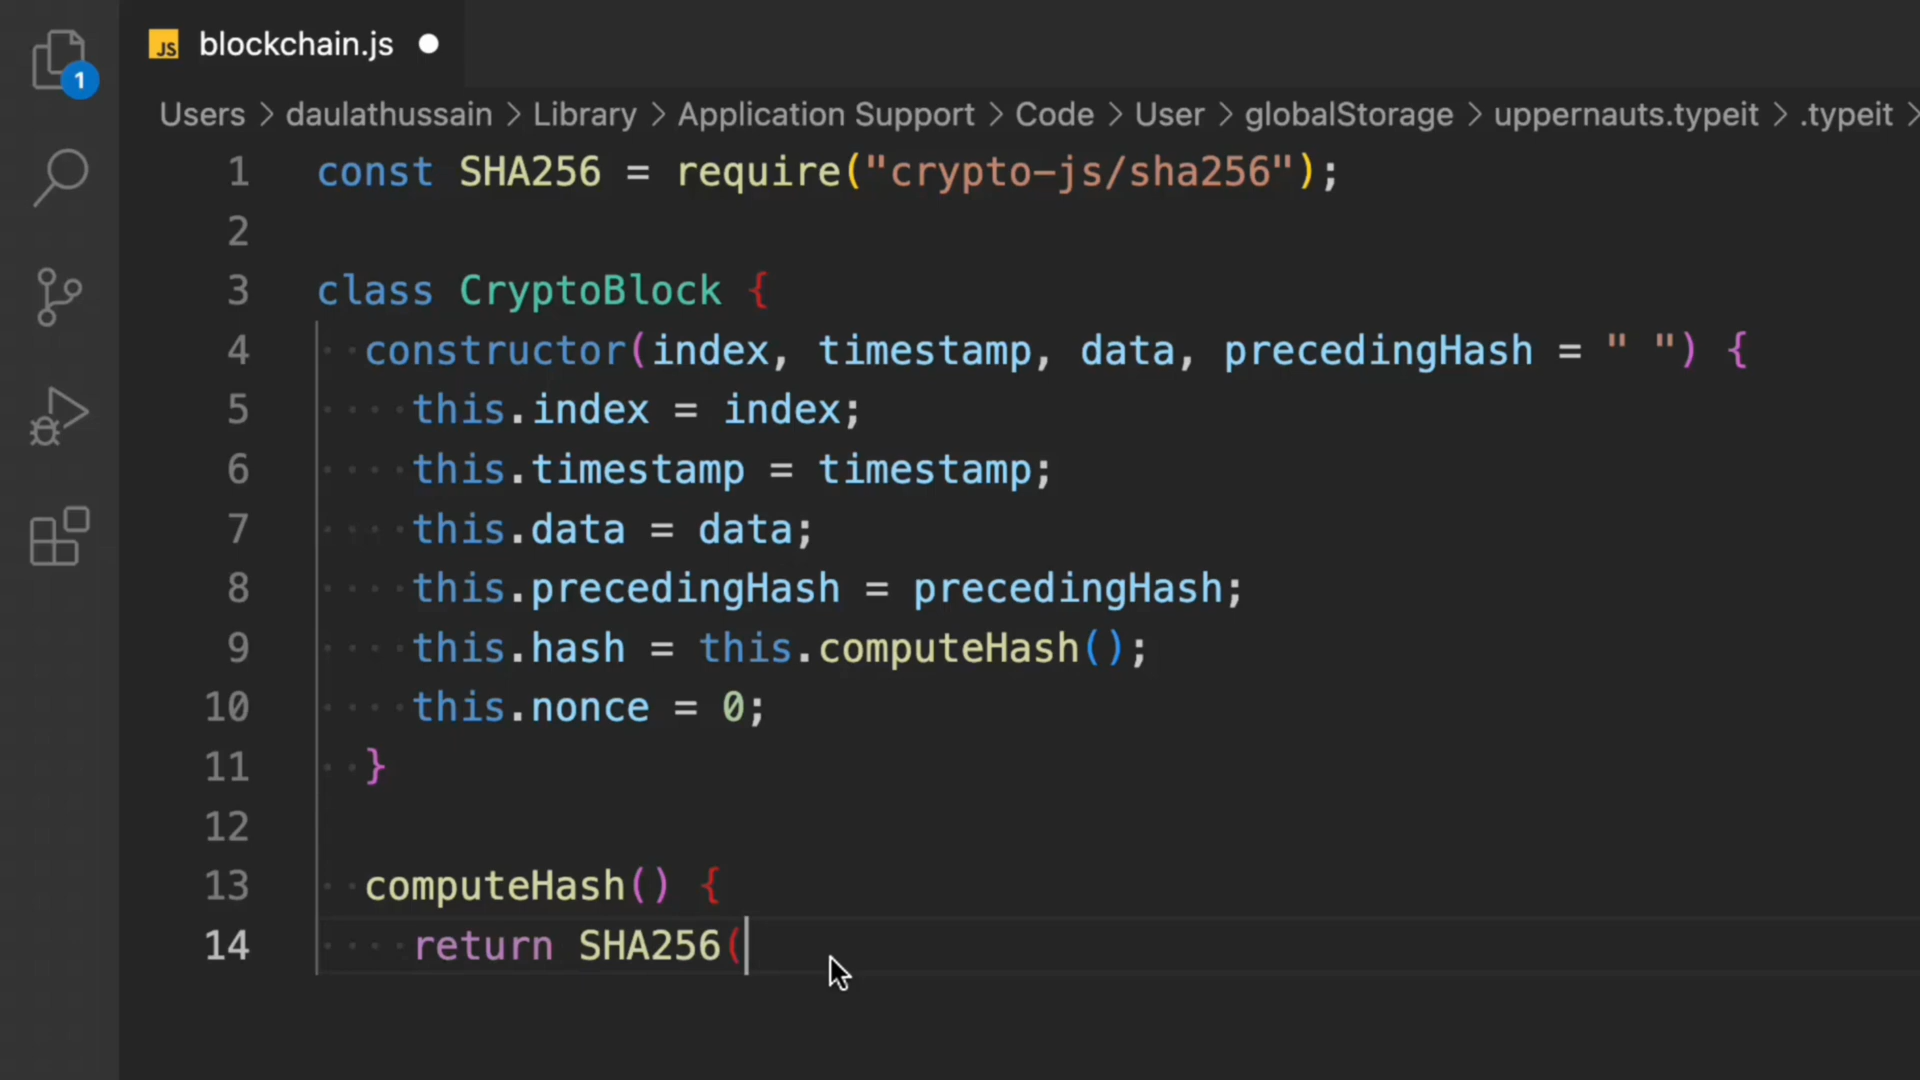 JS blockchain.js
1
Users > daulathussain > Library > Application Support > Code > User > globalStorage > uppernauts.typeit > .typeit >
1 const SHA256 = require("crypto-js/sha256");
2
3 class CryptoBlock {
4 constructor(index, timestamp, data, precedingHash = " ") {
5 this.index = index;
6 this.timestamp = timestamp;
7 this.data = data;
8 this.precedingHash = precedingHash;
9 this.hash = this.computeHash();
10 this.nonce = 0;
11 }
12
13 computeHash() {
14 return SHA256(